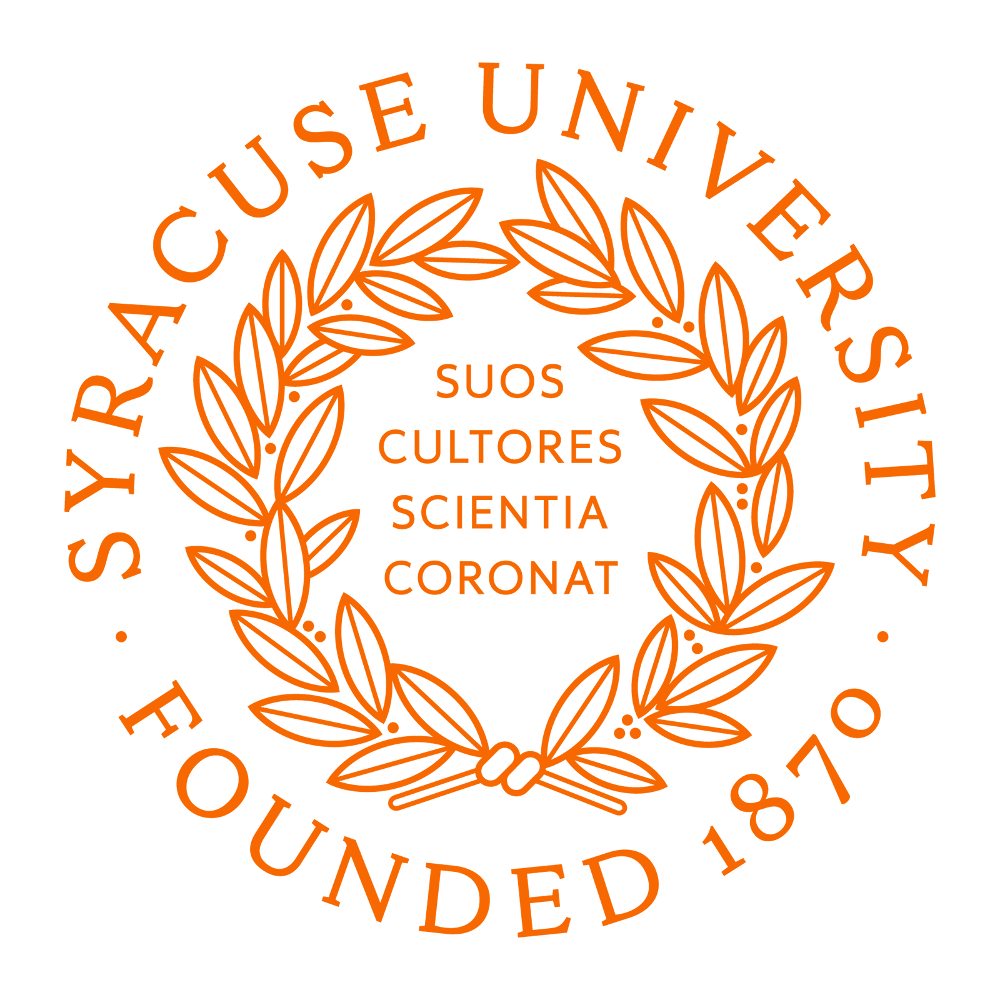 SYRACUSE UNIVERSITY
SUOS
CULTORES
SCIENTIA
CORONAT
· FOUNDED 1870 ·